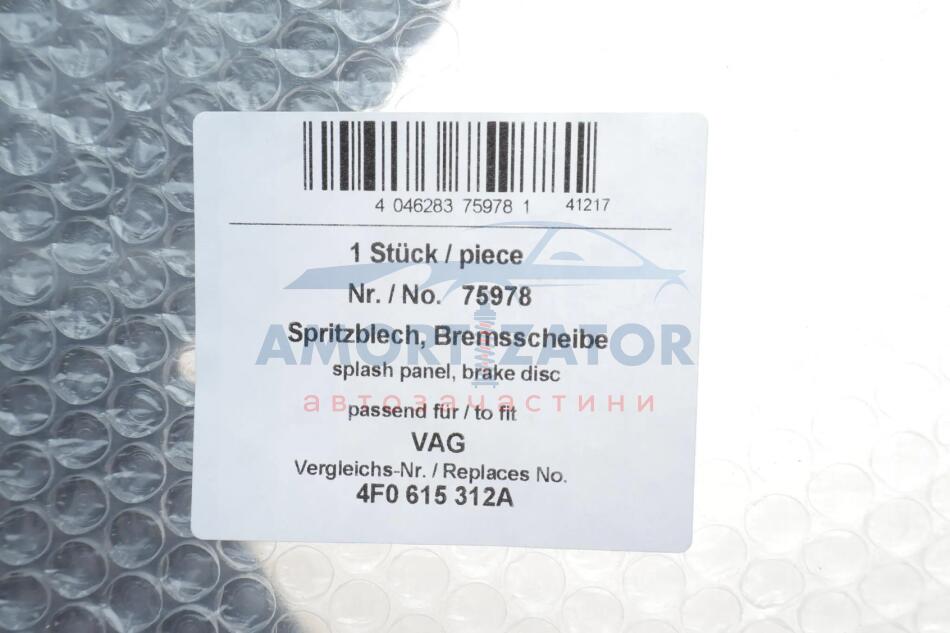 4 046283 75978 1 41217
1 Stück / piece
Nr. / No. 75978
Spritzblech, Bremsscheibe
AMORTIZATOR
splash panel, brake disc
автозапчастини
passend für / to fit
VAG
Vergleichs-Nr. / Replaces No.
4F0 615 312A